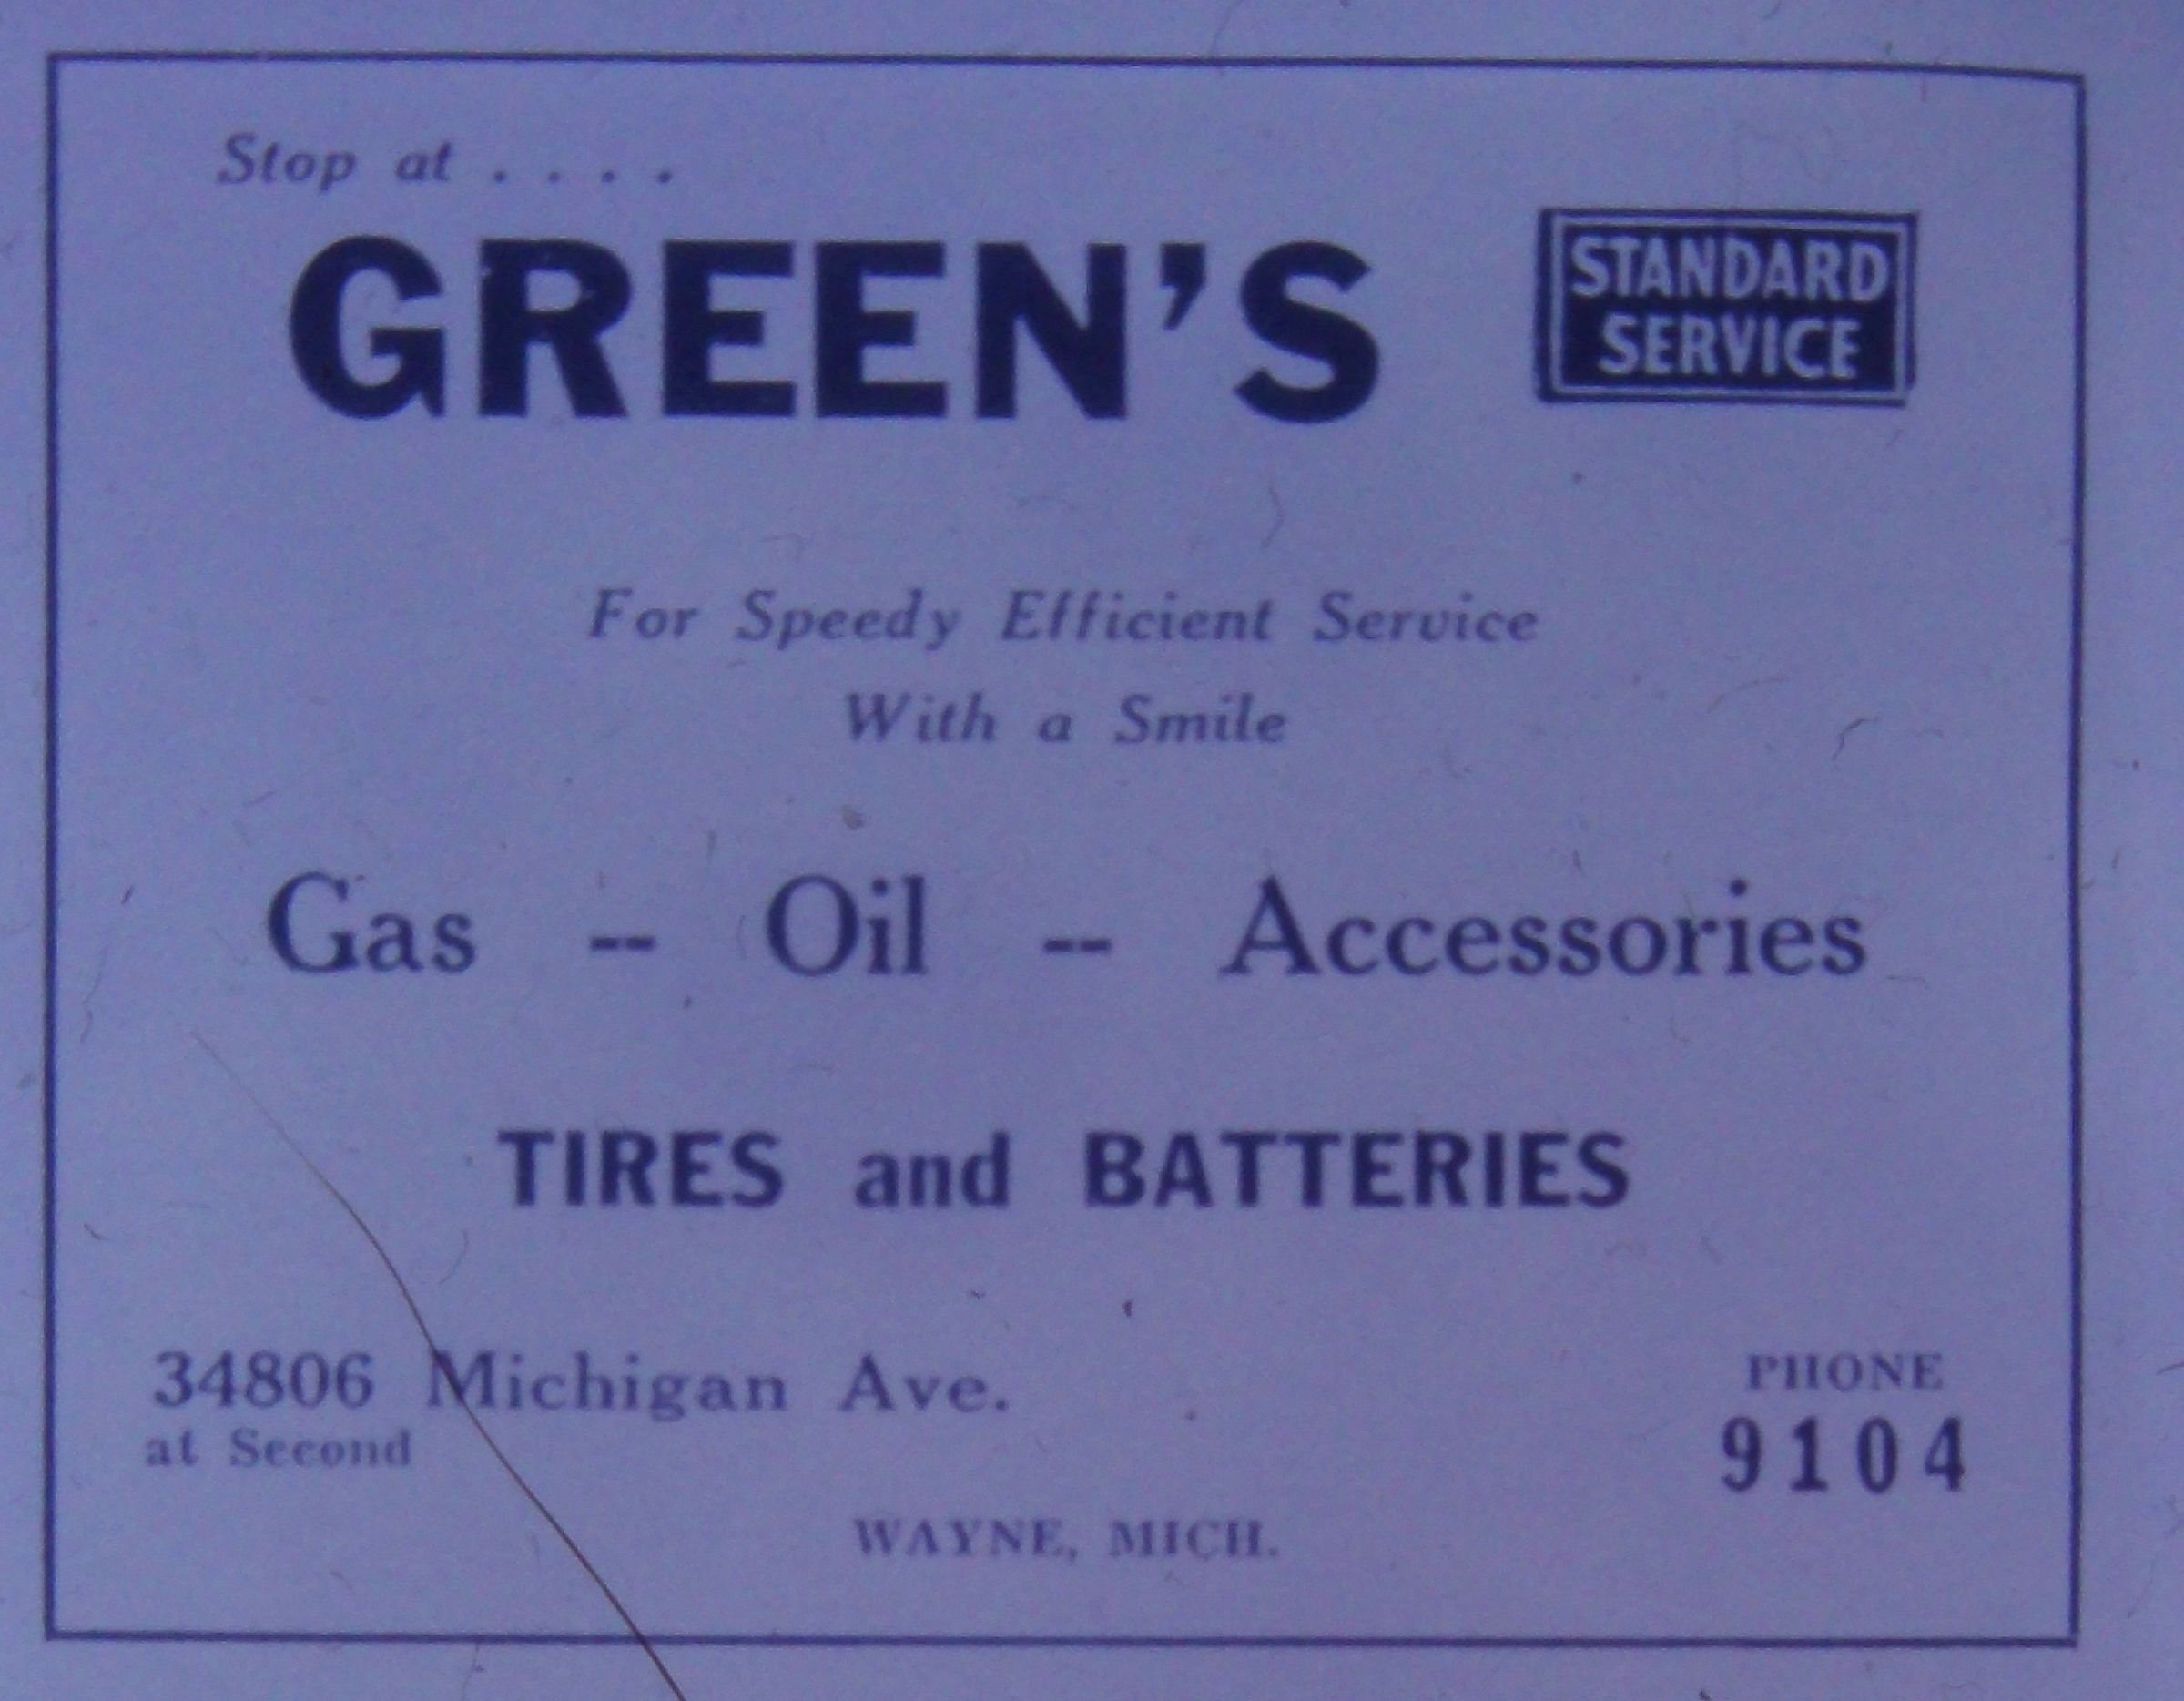 Stop at . . . .
GREEN'S
STANDARD
SERVICE
For Speedy Efficient Service
With a Smile
Gas -- Oil -- Accessories
TIRES and BATTERIES
34806 Michigan Ave.
at Second
PHONE
9104
WAYNE, MICH.